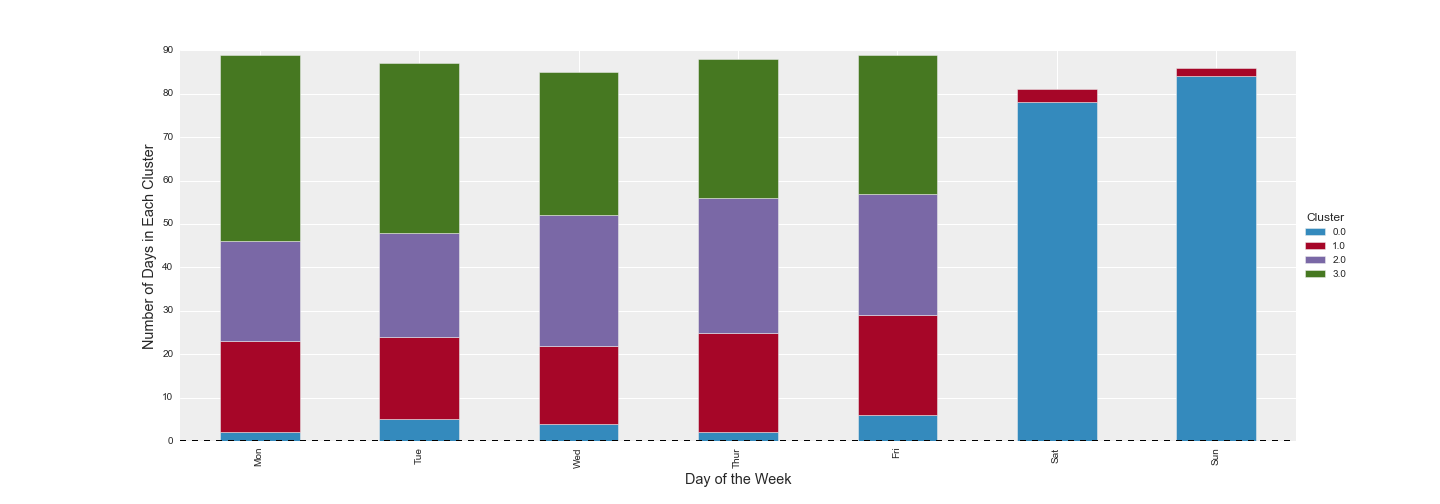 90
80
70
60
50
40
30
20
10
0
Number of Days in Each Cluster
Mon
Tue
Wed
Thur
Fri
Sat
Sun
Day of the Week
Cluster
0.0
1.0
2.0
3.0